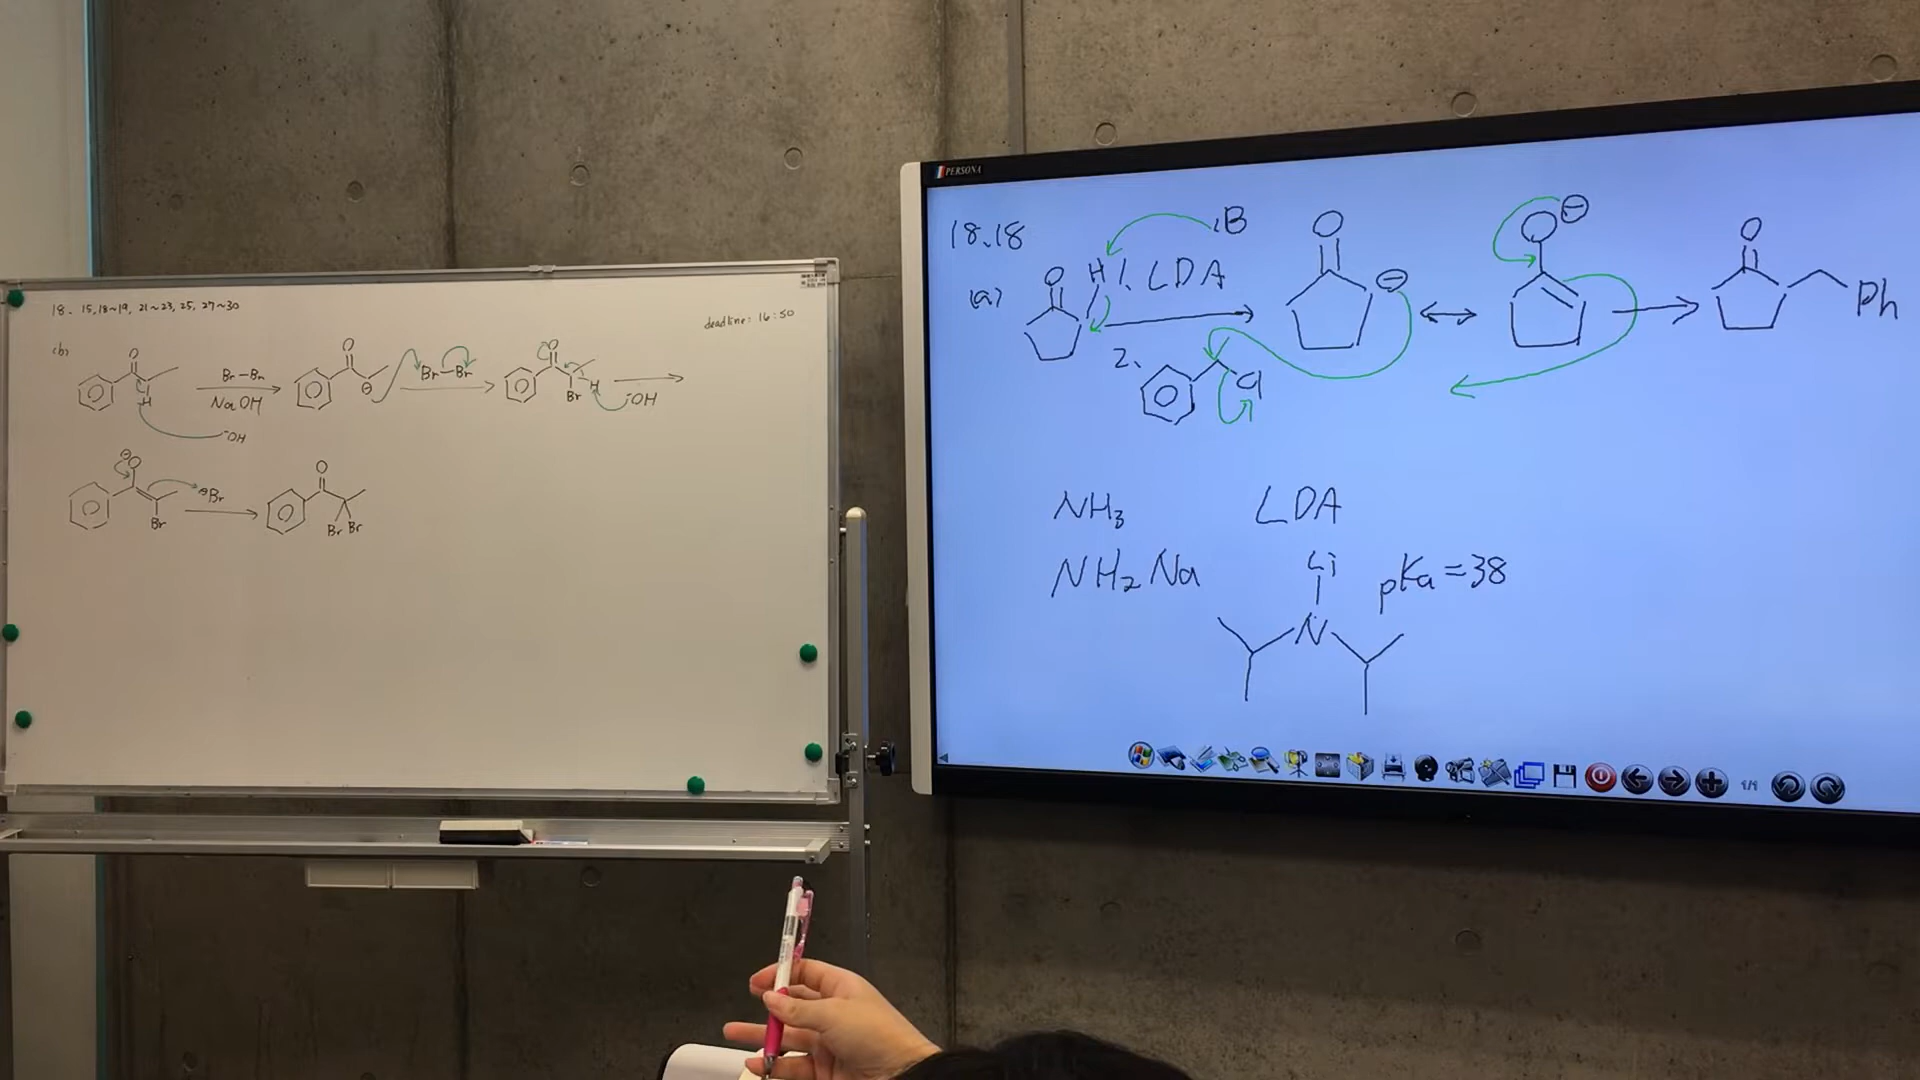 18. 15, 18~19, 21~23, 25, 27~30
deadline: 16:50
(b)
O
H
-OH
Br-Br
NaOH
O
⊖
Br-Br
O
H
Br
-OH
⊖O
Br
⊕Br
O
Br Br
PERSONA
18.18
(a)
O
H
:B
1. LDA
2.
Cl
O
⊖
O⊖
O
Ph
NH3
NH2Na
LDA
Li
N
pKa=38
1/1